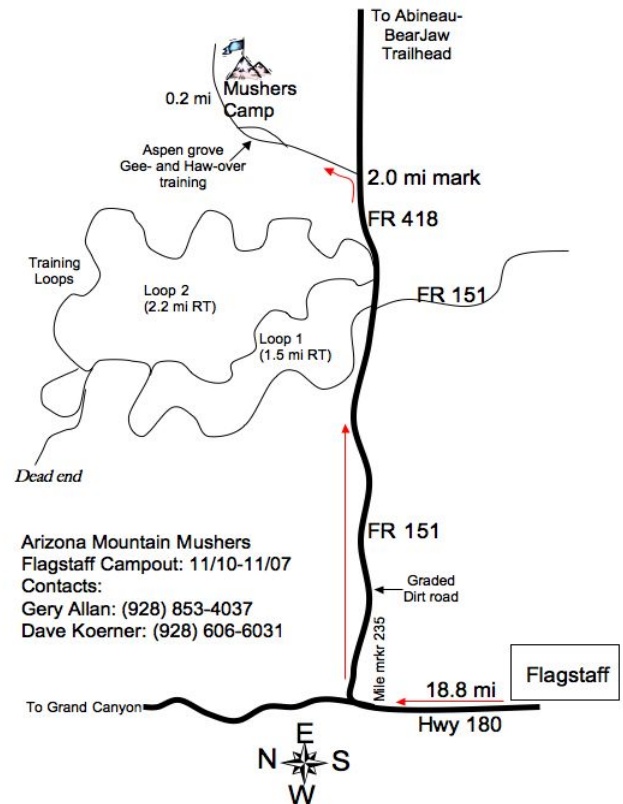 To Abineau-
BearJaw
Trailhead
Mushers
Camp
0.2 mi
Aspen grove
Gee- and Haw-over
training
2.0 mi mark
FR 418
Training
Loops
Loop 2
(2.2 mi RT)
FR 151
Loop 1
(1.5 mi RT)
Dead end
FR 151
Arizona Mountain Mushers
Flagstaff Campout: 11/10-11/07
Contacts:
Gery Allan: (928) 853-4037
Dave Koerner: (928) 606-6031
Graded
Dirt road
Mile mrkr 235
Flagstaff
18.8 mi
To Grand Canyon
Hwy 180
E
N S
W